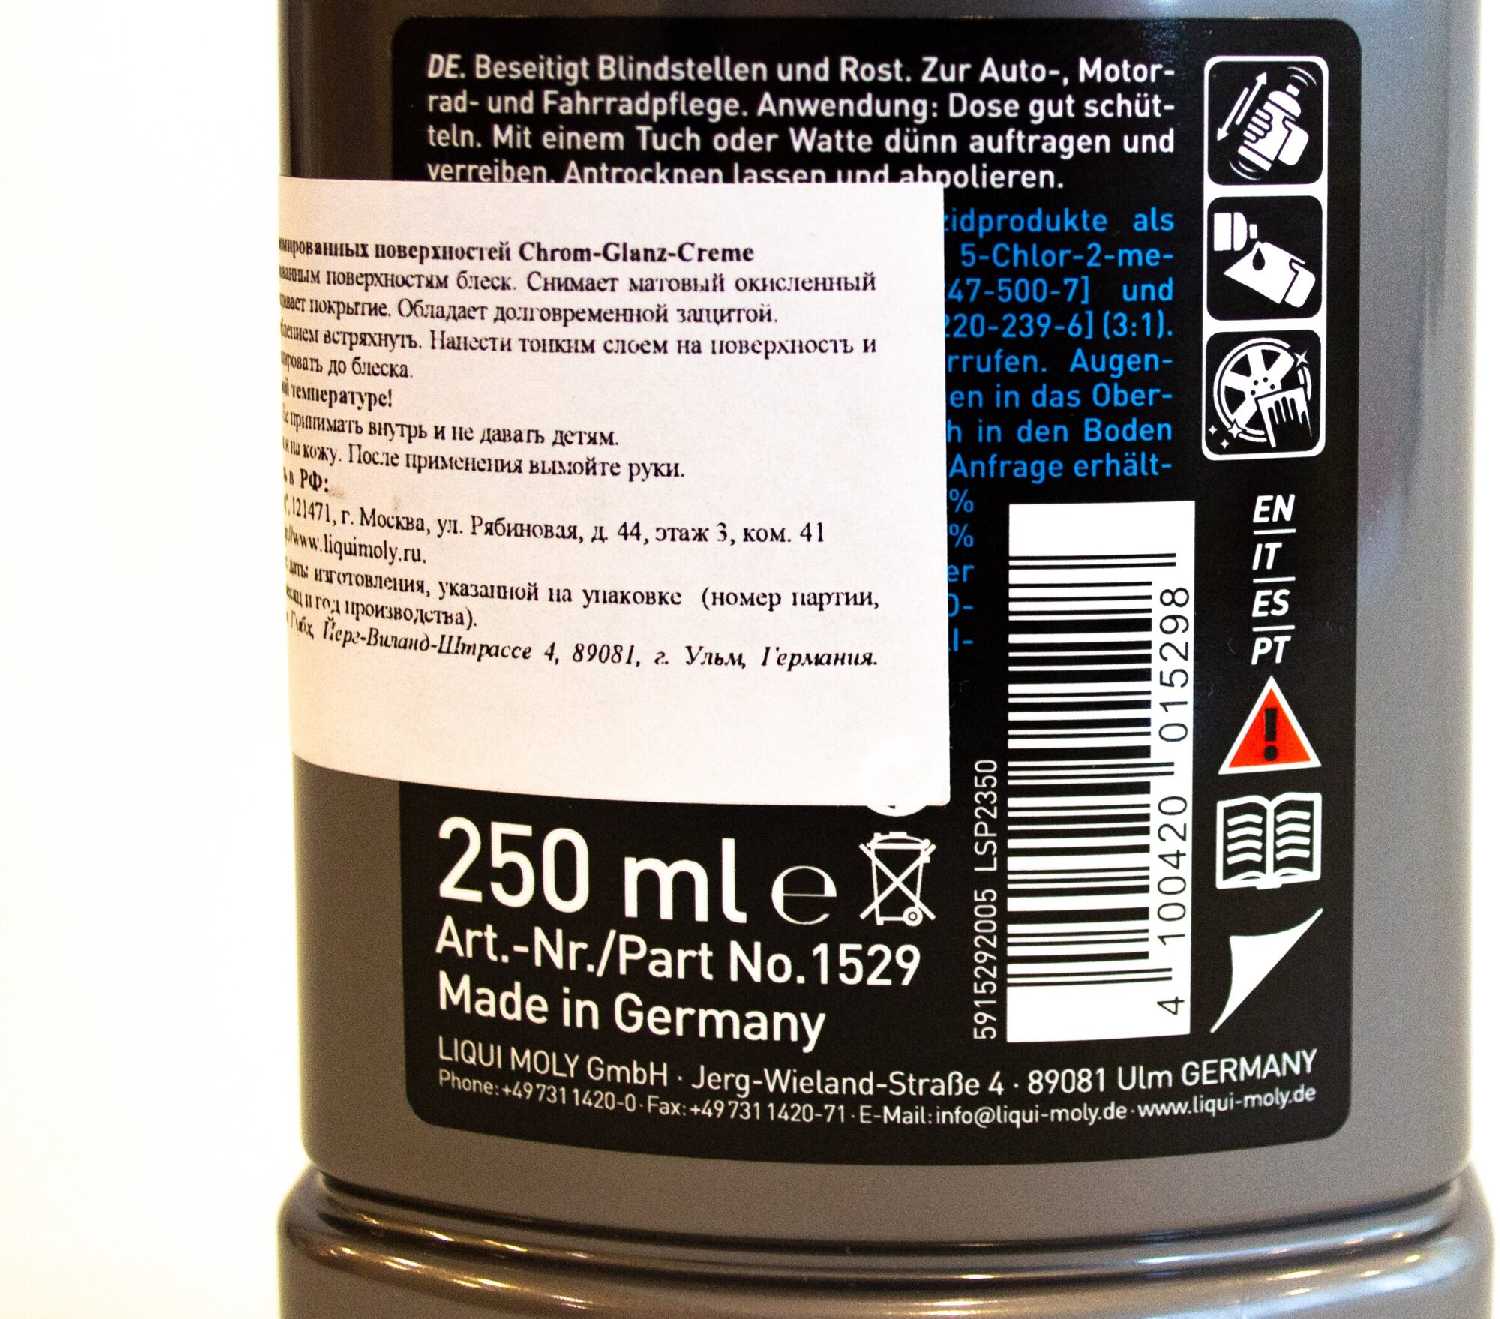 DE. Beseitigt Blindstellen und Rost. Zur Auto-, Motor-
rad- und Fahrradpflege. Anwendung: Dose gut schüt-
teln. Mit einem Tuch oder Watte dünn auftragen und
verreiben. Antrocknen lassen und abpolieren.
zidprodukte als
5-Chlor-2-me-
47-500-7] und
220-239-6] (3:1).
rrufen. Augen-
en in das Ober-
h in den Boden
Anfrage erhält-
%
%
er
поверхностей Chrom-Glanz-Creme
поверхностям блеск. Снимает матовый окисленный
покрытие. Обладает долговременной защитой.
встряхнуть. Нанести тонким слоем на поверхность и
до блеска.
температуре!
принимать внутрь и не давать детям.
на кожу. После применения вымойте руки.
в РФ:
121471, г. Москва, ул. Рябиновая, д. 44, этаж 3, ком. 41
www.liquimoly.ru.
изготовления, указанной на упаковке (номер партии,
и год производства).
Йерг-Виланд-Штрассе 4, 89081, г. Ульм, Германия.
250 ml e
Art.-Nr./Part No.1529
Made in Germany
LIQUI MOLY GmbH · Jerg-Wieland-Straße 4 · 89081 Ulm GERMANY
Phone:+49 731 1420-0 · Fax:+49 731 1420-71 · E-Mail:info@liqui-moly.de · www.liqui-moly.de
5915292005 LSP2350
4 100420 015298
EN
IT
ES
PT